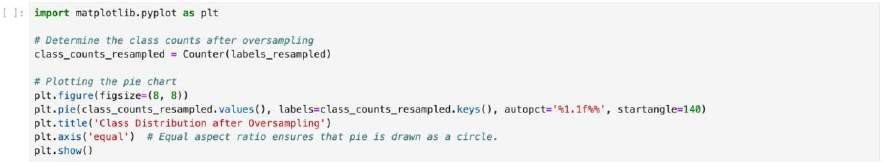 [ ]: import matplotlib.pyplot as plt
# Determine the class counts after oversampling
class_counts_resampled = Counter(labels_resampled)
# Plotting the pie chart
plt.figure(figsize=(8, 8))
plt.pie(class_counts_resampled.values(), labels=class_counts_resampled.keys(), autopct='%1.1f%%', startangle=140)
plt.title('Class Distribution after Oversampling')
plt.axis('equal')  # Equal aspect ratio ensures that pie is drawn as a circle.
plt.show()